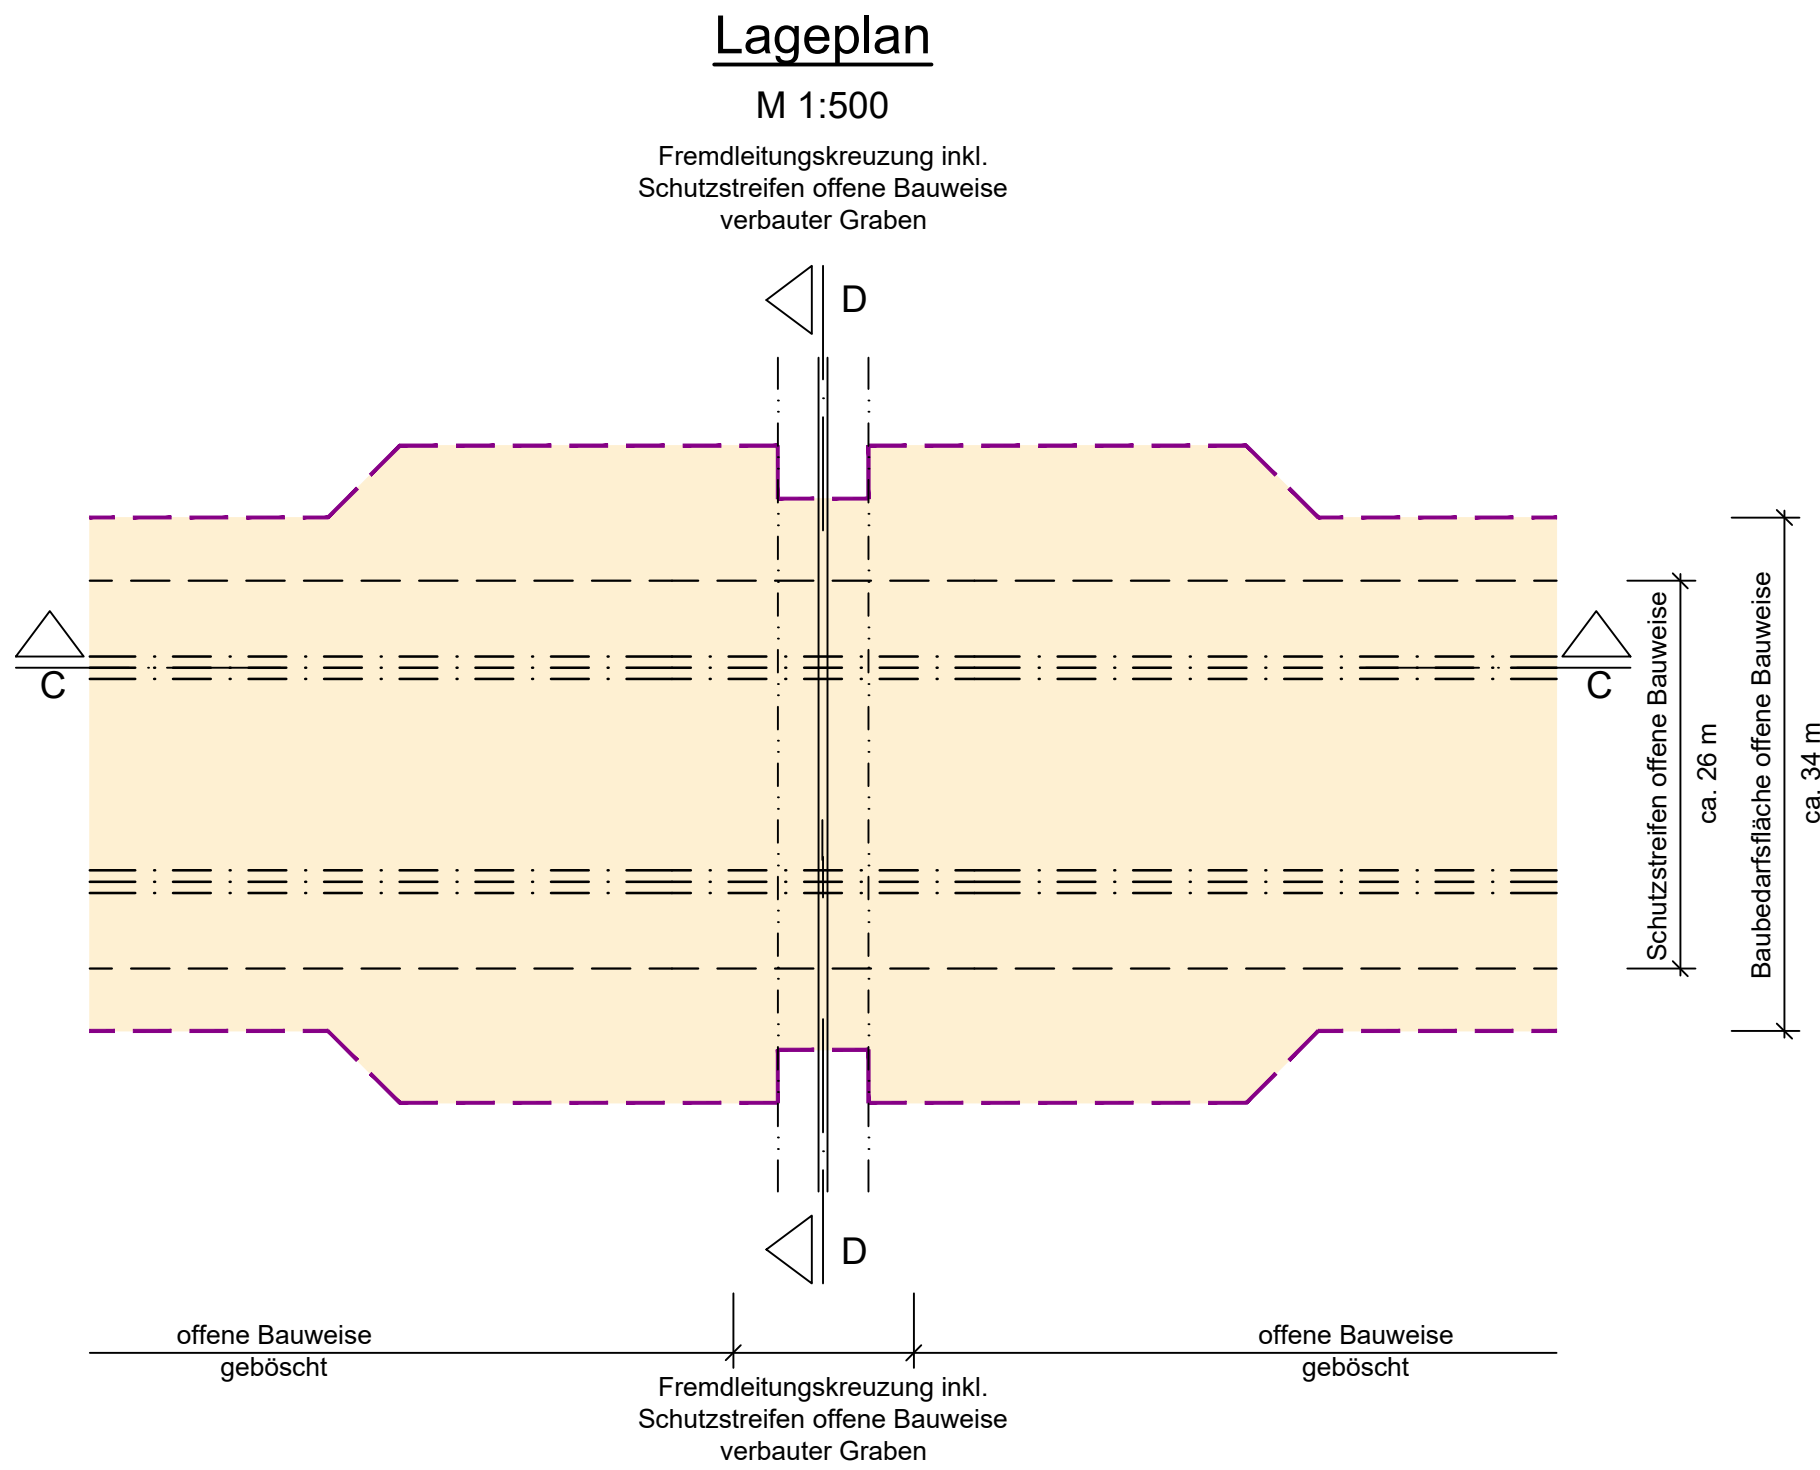 Lageplan
M 1:500
Fremdleitungskreuzung inkl.
Schutzstreifen offene Bauweise
verbauter Graben
D
C
C
Schutzstreifen offene Bauweise
ca. 26 m
Baubedarfsfläche offene Bauweise
ca. 34 m
D
offene Bauweise
geböscht
offene Bauweise
geböscht
Fremdleitungskreuzung inkl.
Schutzstreifen offene Bauweise
verbauter Graben